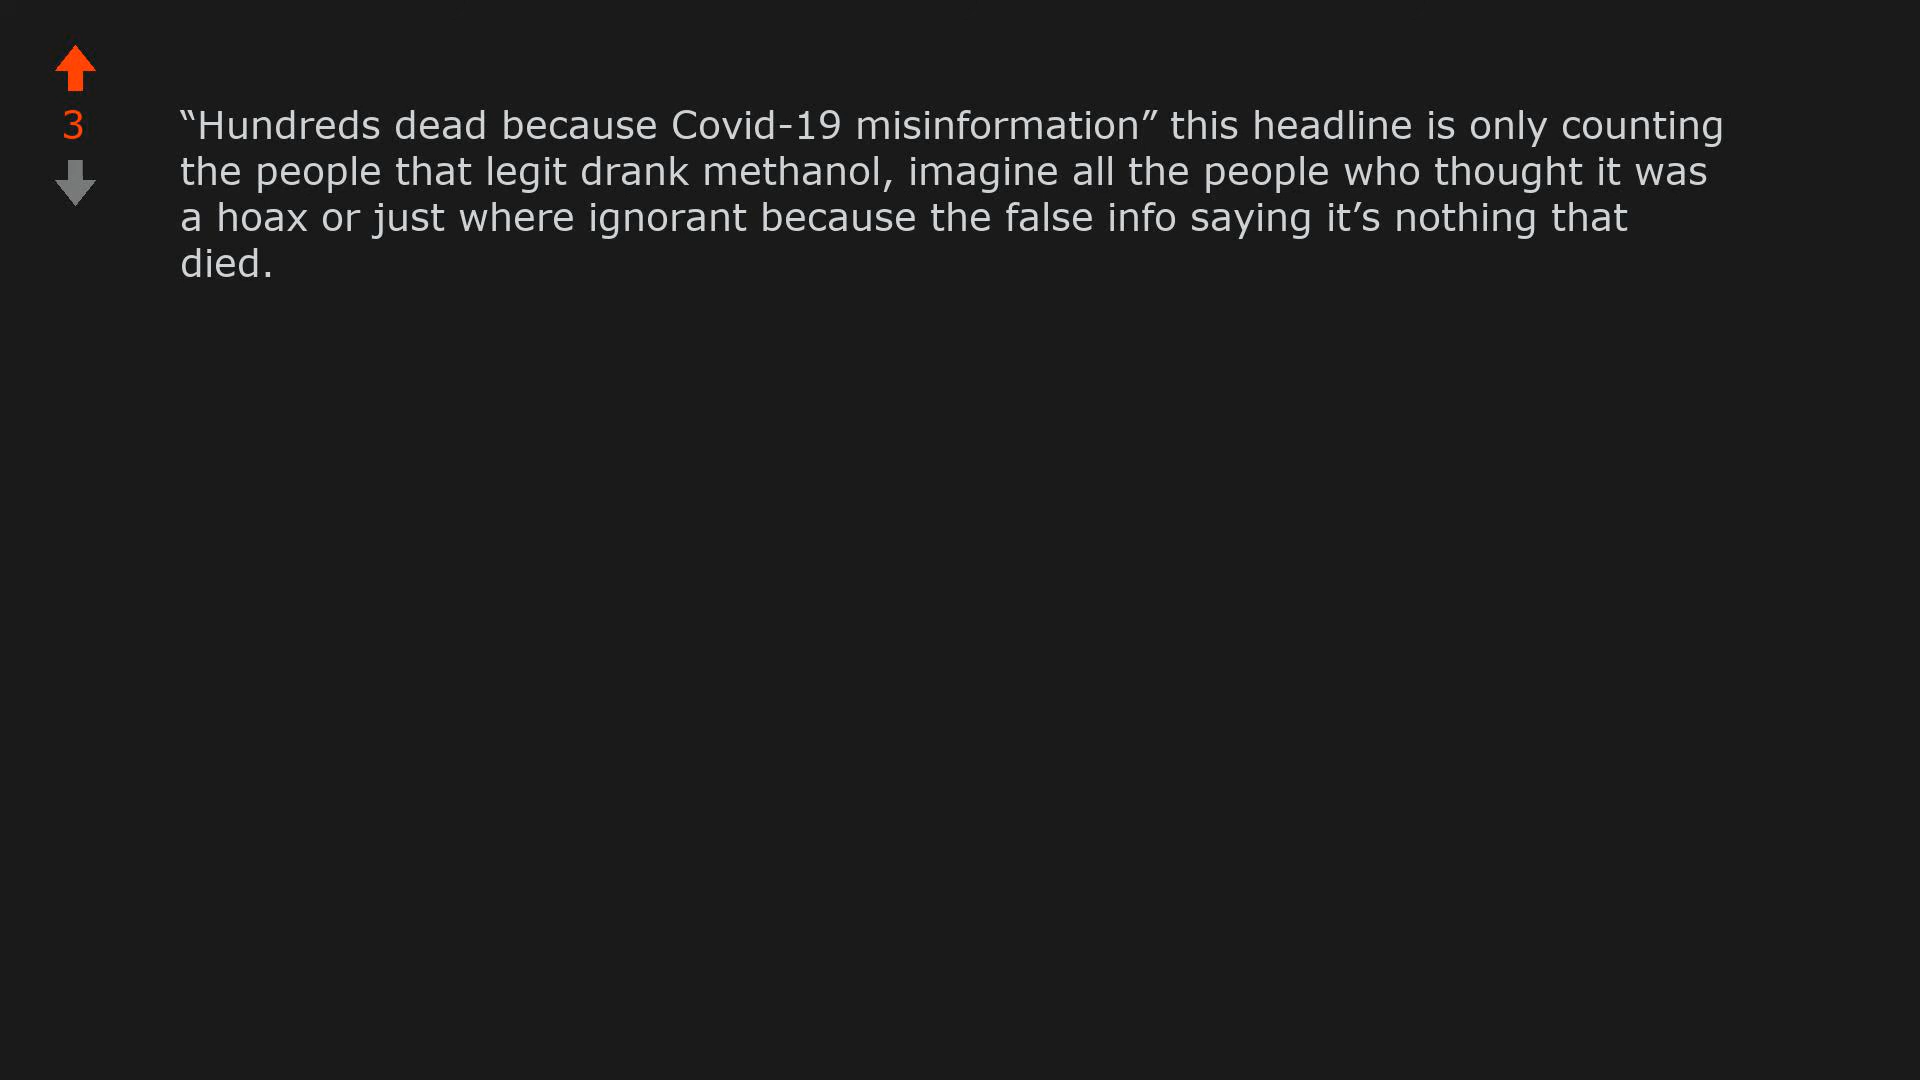 3
“Hundreds dead because Covid-19 misinformation” this headline is only counting
the people that legit drank methanol, imagine all the people who thought it was
a hoax or just where ignorant because the false info saying it’s nothing that
died.